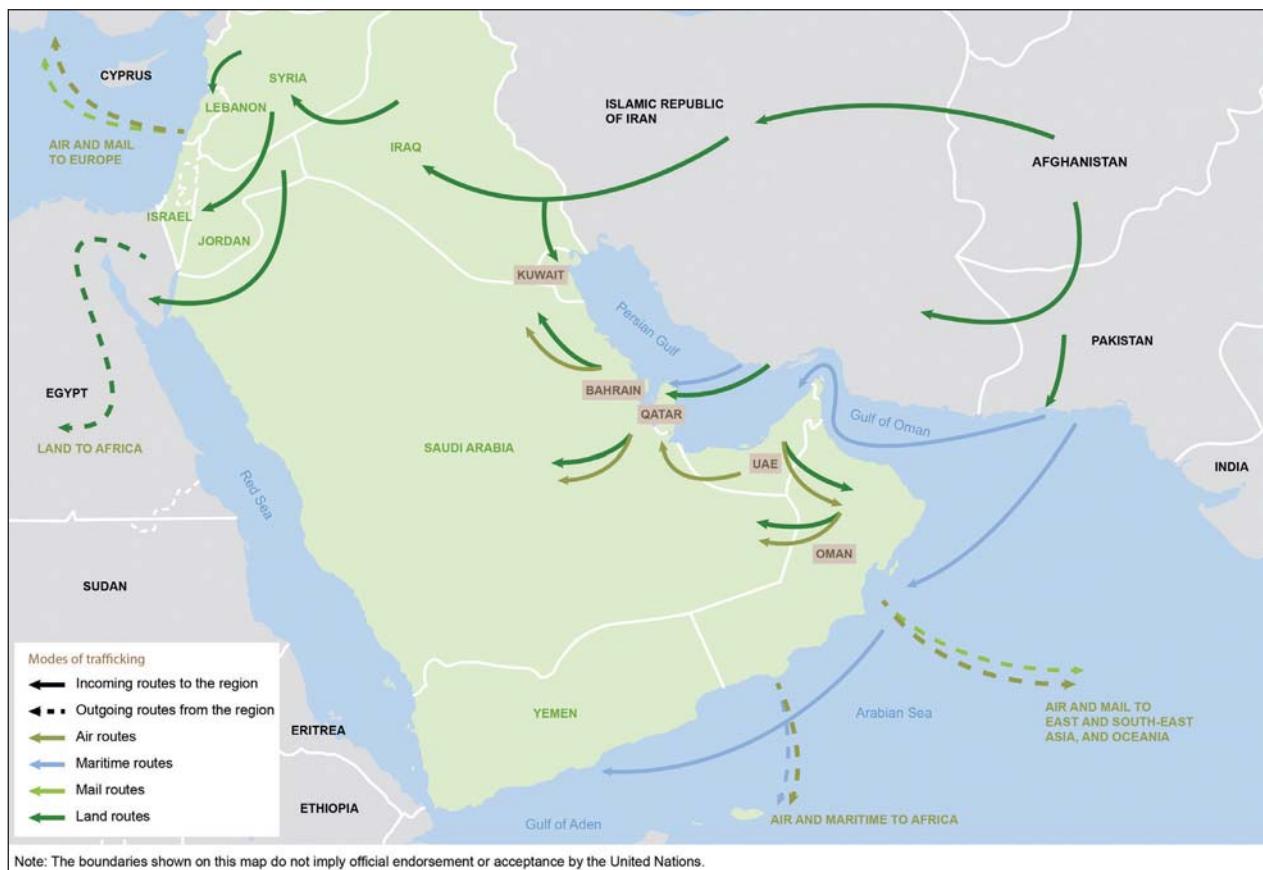 CYPRUS
SYRIA
LEBANON
AIR AND MAIL
TO EUROPE
IRAQ
ISLAMIC REPUBLIC
OF IRAN
AFGHANISTAN
ISRAEL
JORDAN
KUWAIT
Persian Gulf
PAKISTAN
BAHRAIN
QATAR
EGYPT
LAND TO AFRICA
SAUDI ARABIA
Gulf of Oman
UAE
INDIA
Red Sea
OMAN
SUDAN
YEMEN
Arabian Sea
AIR AND MAIL TO
EAST AND SOUTH-EAST
ASIA, AND OCEANIA
ERITREA
ETHIOPIA
Gulf of Aden
AIR AND MARITIME TO AFRICA
Modes of trafficking
Incoming routes to the region
Outgoing routes from the region
Air routes
Maritime routes
Mail routes
Land routes
Note: The boundaries shown on this map do not imply official endorsement or acceptance by the United Nations.